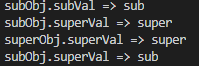 subObj.subVal => sub
subObj.superVal => super
superObj.superVal => super
subObj.superVal => sub